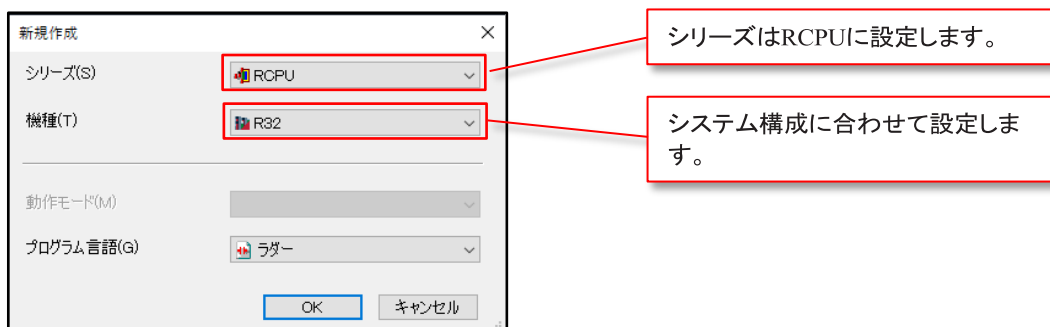 新規作成
シリーズ(S)
RCPU
シリーズはRCPUに設定します。
機種(T)
R32
システム構成に合わせて設定しま
す。
動作モード(M)
プログラム言語(G)
ラダー
OK
キャンセル